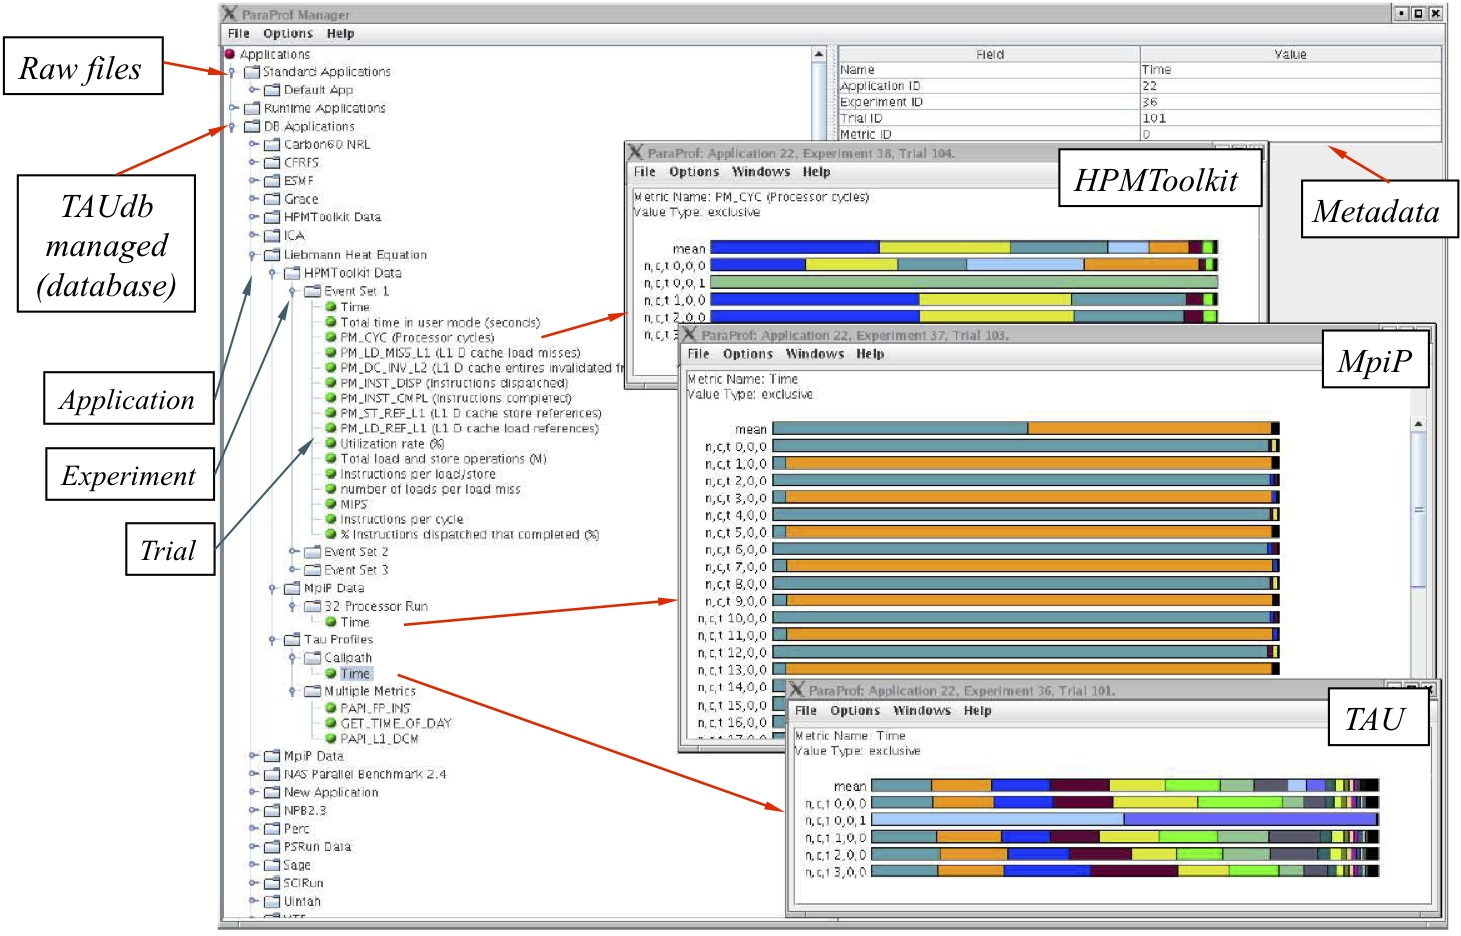 ParaProf Manager
File Options Help
Raw files
TAUdb
managed
(database)
Application
Experiment
Trial
Applications
Standard Applications
Default App
Runtime Applications
DB Applications
Carbon60 NRL
CFRFS
ESMF
Grace
HPMToolkit Data
ICA
Liebmann Heat Equation
HPMToolkit Data
Event Set 1
Time
Total time in user mode (seconds)
PM_CYC (Processor cycles)
PM_LD_MISS_L1 (L1 D cache load misses)
PM_DC_INV_L2 (L1 D cache entires invalidated fr
PM_INST_DISP (Instructions dispatched)
PM_INST_CMPL (Instructions completed)
PM_ST_REF_L1 (L1 D cache store references)
PM_LD_REF_L1 (L1 D cache load references)
Utilization rate (%)
Total load and store operations (M)
Instructions per load/store
number of loads per load miss
MIPS
Instructions per cycle
% Instructions dispatched that completed (%)
Event Set 2
Event Set 3
MpiP Data
32 Processor Run
Time
Tau Profiles
Callpath
Time
Multiple Metrics
PAPI_FP_INS
GET_TIME_OF_DAY
PAPI_L1_DCM
MpiP Data
NAS Parallel Benchmark 2.4
New Application
NPB2.3
Perc
PSRun Data
Sage
SCIRun
Uintah
Field Value
Name Time
Application ID 22
Experiment ID 36
Trial ID 101
Metric ID 0
Metadata
ParaProf: Application 22, Experiment 38, Trial 104.
File Options Windows Help
HPMToolkit
Metric Name: PM_CYC (Processor cycles)
Value Type: exclusive
mean
n,c,t 0,0,0
n,c,t 0,0,1
n,c,t 1,0,0
n,c,t 2,0,0
n,c,t 3
ParaProf: Application 22, Experiment 37, Trial 103.
File Options Windows Help
MpiP
Metric Name: Time
Value Type: exclusive
mean
n,c,t 0,0,0
n,c,t 1,0,0
n,c,t 2,0,0
n,c,t 3,0,0
n,c,t 4,0,0
n,c,t 5,0,0
n,c,t 6,0,0
n,c,t 7,0,0
n,c,t 8,0,0
n,c,t 9,0,0
n,c,t 10,0,0
n,c,t 11,0,0
n,c,t 12,0,0
n,c,t 13,0,0
n,c,t 14,0,0
n,c,t 15,0,0
n,c,t 16,0,0
n,c,t 17,0,0
ParaProf: Application 22, Experiment 36, Trial 101.
File Options Windows Help
TAU
Metric Name: Time
Value Type: exclusive
mean
n,c,t 0,0,0
n,c,t 0,0,1
n,c,t 1,0,0
n,c,t 2,0,0
n,c,t 3,0,0